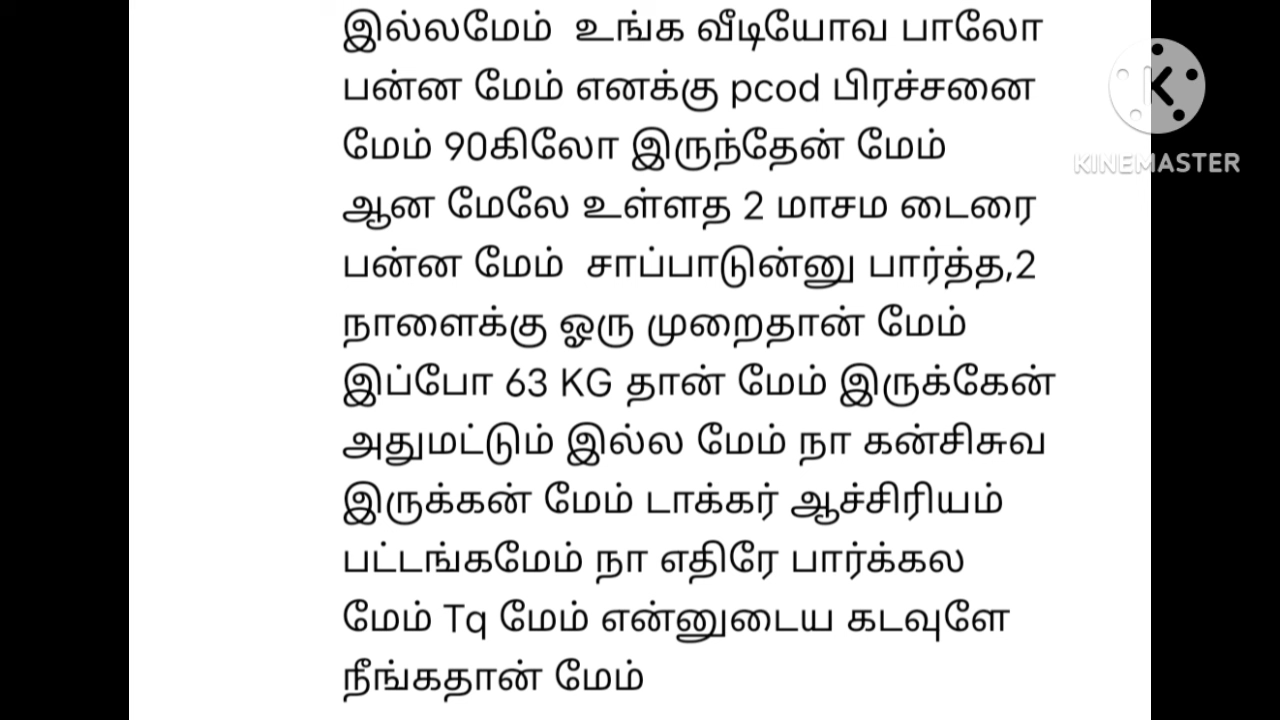 இல்லமேம் உங்க வீடியோவ பாலோ
பன்ன மேம் எனக்கு pcod பிரச்சனை
மேம் 90கிலோ இருந்தேன் மேம்
ஆன மேலே உள்ளத 2 மாசம டைரை
பன்ன மேம் சாப்பாடுன்னு பார்த்த,2
நாளைக்கு ஓரு முறைதான் மேம்
இப்போ 63 KG தான் மேம் இருக்கேன்
அதுமட்டும் இல்ல மேம் நா கன்சிசுவ
இருக்கன் மேம் டாக்கர் ஆச்சிரியம்
பட்டங்கமேம் நா எதிரே பார்க்கல
மேம் Tq மேம் என்னுடைய கடவுளே
நீங்கதான் மேம்
KINEMASTER